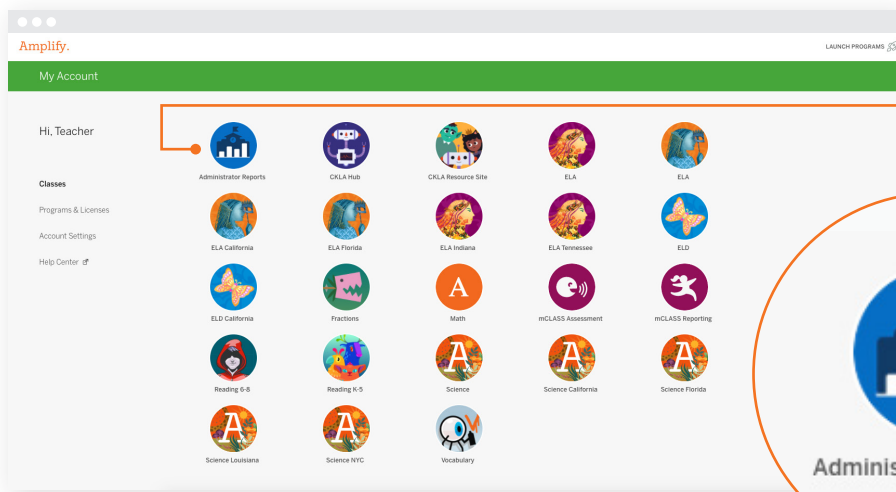 Amplify.
LAUNCH PROGRAMS
My Account
Hi, Teacher
Classes
Programs & Licenses
Account Settings
Help Center
Administrator Reports
CKLA Hub
CKLA Resource Site
ELA
ELA
ELA California
ELA Florida
ELA Indiana
ELA Tennessee
ELD
ELD California
Fractions
A
Math
mCLASS Assessment
mCLASS Reporting
Reading 6-8
Reading K-5
A
Science
A
Science California
A
Science Florida
A
Science Louisiana
A
Science NYC
Vocabulary
Adminis